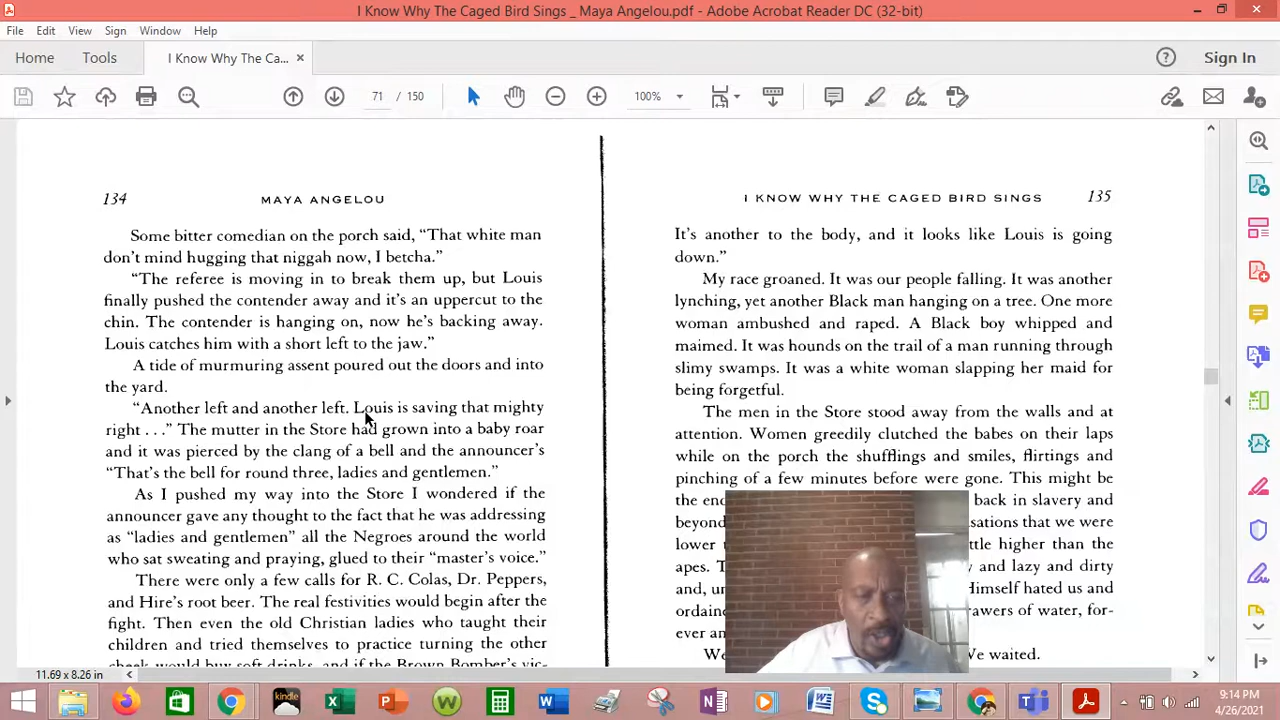 I Know Why The Caged Bird Sings _ Maya Angelou.pdf - Adobe Acrobat Reader DC (32-bit)
File Edit View Sign Window Help
Home Tools I Know Why The Ca... × Sign In
71 / 150 100%
134 MAYA ANGELOU
Some bitter comedian on the porch said, “That white man
don’t mind hugging that niggah now, I betcha.”
“The referee is moving in to break them up, but Louis
finally pushed the contender away and it’s an uppercut to the
chin. The contender is hanging on, now he’s backing away.
Louis catches him with a short left to the jaw.”
A tide of murmuring assent poured out the doors and into
the yard.
“Another left and another left. Louis is saving that mighty
right . . .” The mutter in the Store had grown into a baby roar
and it was pierced by the clang of a bell and the announcer’s
“That’s the bell for round three, ladies and gentlemen.”
As I pushed my way into the Store I wondered if the
announcer gave any thought to the fact that he was addressing
as “ladies and gentlemen” all the Negroes around the world
who sat sweating and praying, glued to their “master’s voice.”
There were only a few calls for R. C. Colas, Dr. Peppers,
and Hire’s root beer. The real festivities would begin after the
fight. Then even the old Christian ladies who taught their
children and tried themselves to practice turning the other
cheek would buy soft drinks, and if the Brown Bomber’s vic-
I KNOW WHY THE CAGED BIRD SINGS 135
It’s another to the body, and it looks like Louis is going
down.”
My race groaned. It was our people falling. It was another
lynching, yet another Black man hanging on a tree. One more
woman ambushed and raped. A Black boy whipped and
maimed. It was hounds on the trail of a man running through
slimy swamps. It was a white woman slapping her maid for
being forgetful.
The men in the Store stood away from the walls and at
attention. Women greedily clutched the babes on their laps
while on the porch the shufflings and smiles, flirtings and
pinching of a few minutes before were gone. This might be
the en back in slavery and
beyond sations that we were
lower ttle higher than the
apes. T y and lazy and dirty
and, un Himself hated us and
ordain rawers of water, for-
ever an
We We waited.
11.69 x 8.26 in
9:14 PM
4/26/2021